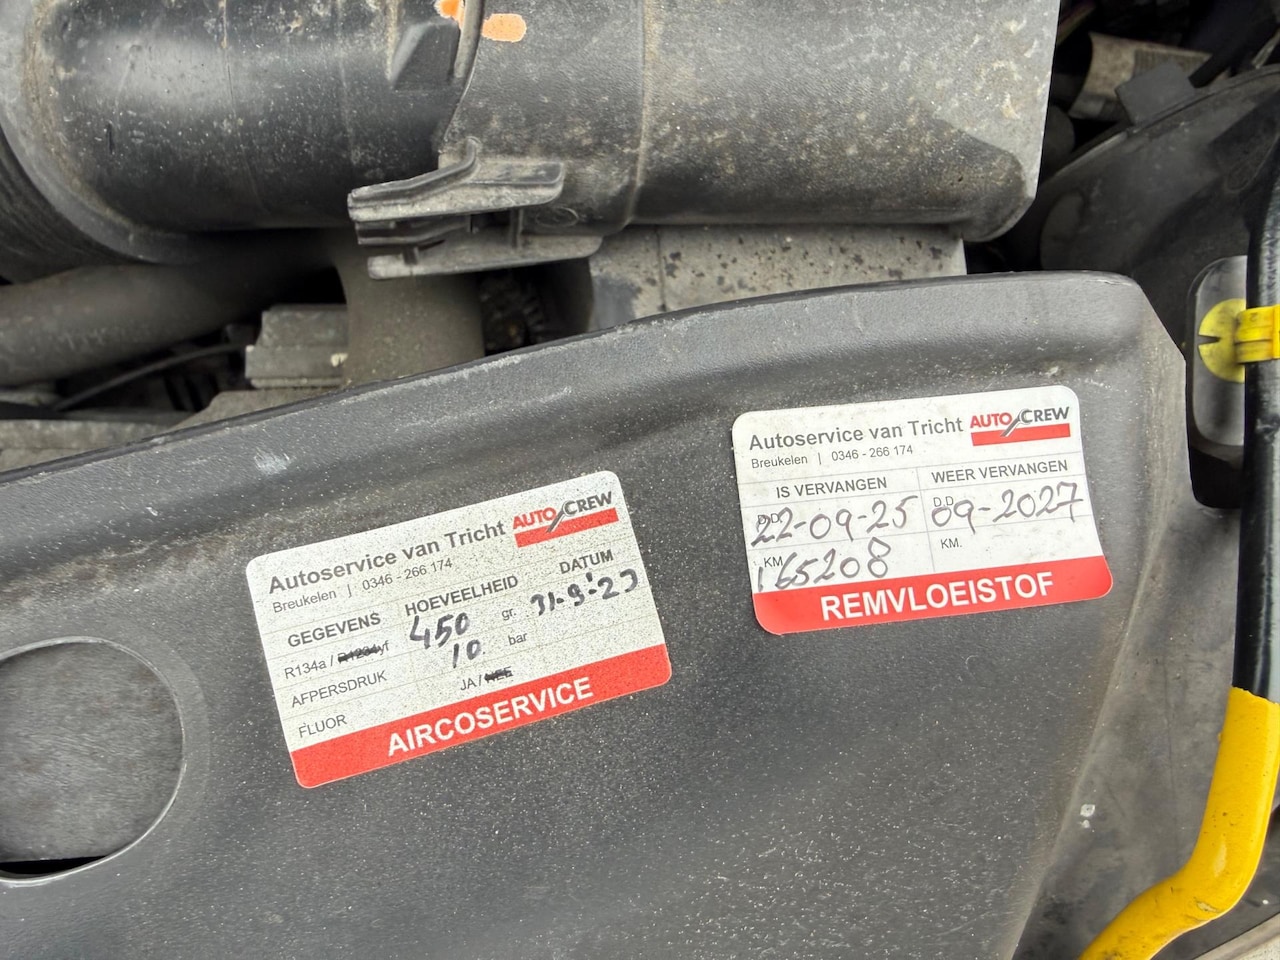 Autoservice van Tricht AUTO CREW
Breukelen | 0346 - 266 174
GEGEVENS HOEVEELHEID DATUM
R134a / R1234yf 450 gr.
AFPERSDRUK 10 bar
FLUOR JA / NEE
AIRCOSERVICE
Autoservice van Tricht AUTO CREW
Breukelen | 0346 - 266 174
IS VERVANGEN WEER VERVANGEN
D.D. 22-09-25 D.D. 09-2027
KM. 165208 KM.
REMVLOEISTOF